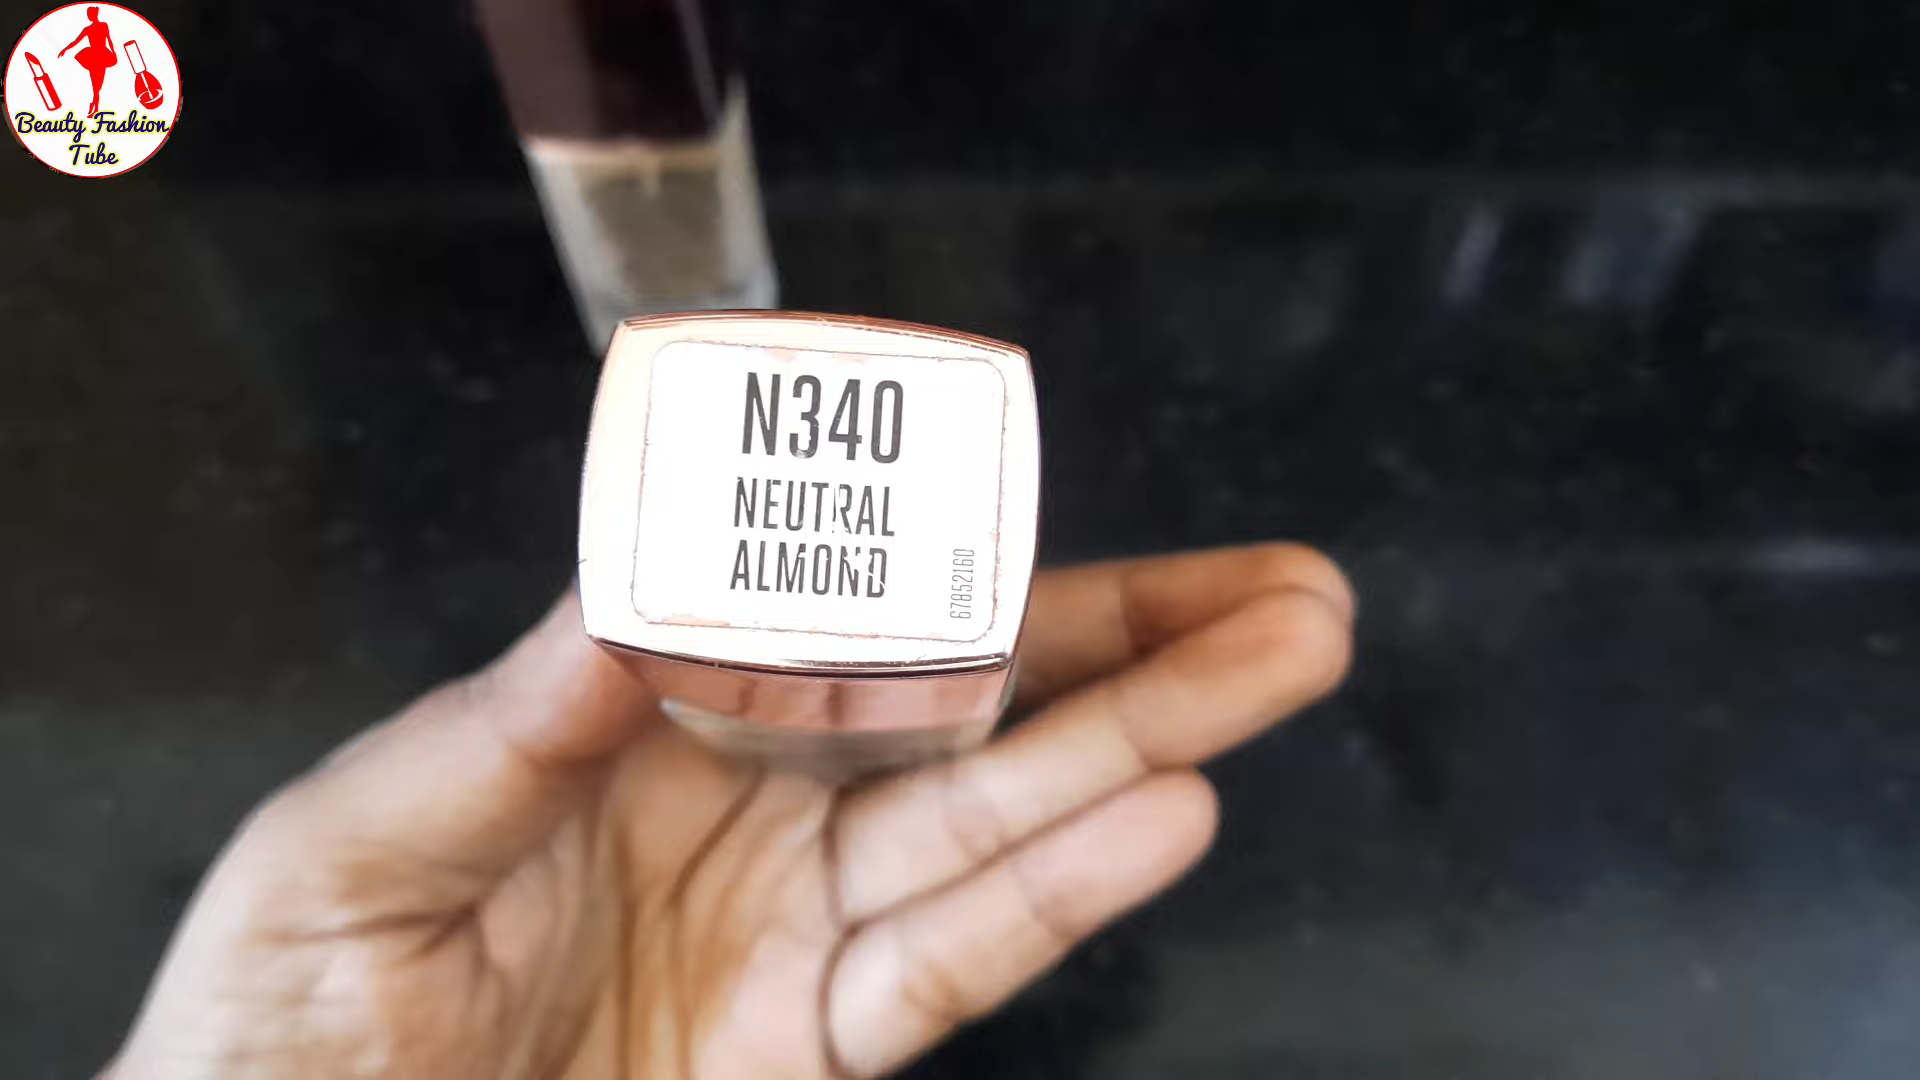 Beauty Fashion
Tube
N340
NEUTRAL
ALMOND
67852160